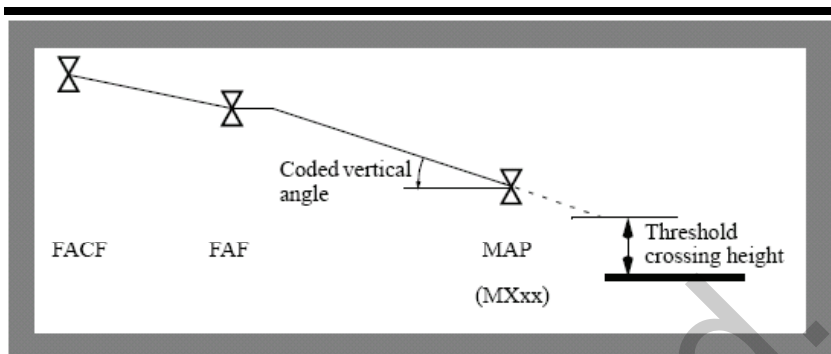 Coded vertical
angle
FACF
FAF
MAP
(MXxx)
Threshold
crossing height